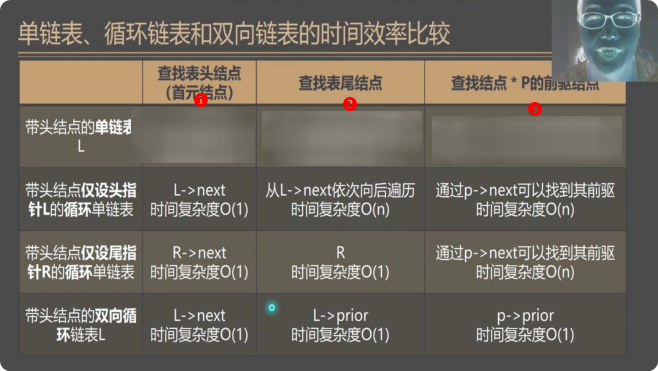 单链表、循环链表和双向链表的时间效率比较
查找表头结点
(首元结点)
查找表尾结点
查找结点 * P的前驱结点
1
2
3
带头结点的单链表
L
带头结点仅设头指
针L的循环单链表
L->next
时间复杂度O(1)
从L->next依次向后遍历
时间复杂度O(n)
通过p->next可以找到其前驱
时间复杂度O(n)
带头结点仅设尾指
针R的循环单链表
R->next
时间复杂度O(1)
R
时间复杂度O(1)
通过p->next可以找到其前驱
时间复杂度O(n)
带头结点的双向循
环链表L
L->next
时间复杂度O(1)
L->prior
时间复杂度O(1)
p->prior
时间复杂度O(1)